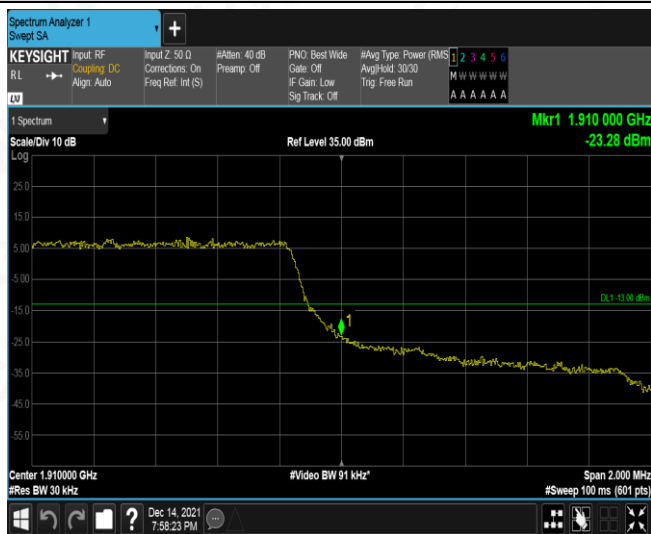 Spectrum Analyzer 1
Swept SA
+
KEYSIGHT
RL
LXI
Input: RF
Coupling: DC
Align: Auto
Input Z: 50 Ω
Corrections: On
Freq Ref: Int (S)
#Atten: 40 dB
Preamp: Off
PNO: Best Wide
Gate: Off
IF Gain: Low
Sig Track: Off
#Avg Type: Power (RMS
Avg|Hold: 30/30
Trig: Free Run
1 2 3 4 5 6
M W W W W W
A A A A A A
1 Spectrum
Scale/Div 10 dB
Log
Ref Level 35.00 dBm
Mkr1 1.910 000 GHz
-23.28 dBm
25.0
15.0
5.00
-5.00
DL1 -13.00 dBm
-15.0
1
-25.0
-35.0
-45.0
-55.0
Center 1.910000 GHz
#Res BW 30 kHz
#Video BW 91 kHz*
Span 2.000 MHz
#Sweep 100 ms (601 pts)
?
Dec 14, 2021
7:58:23 PM